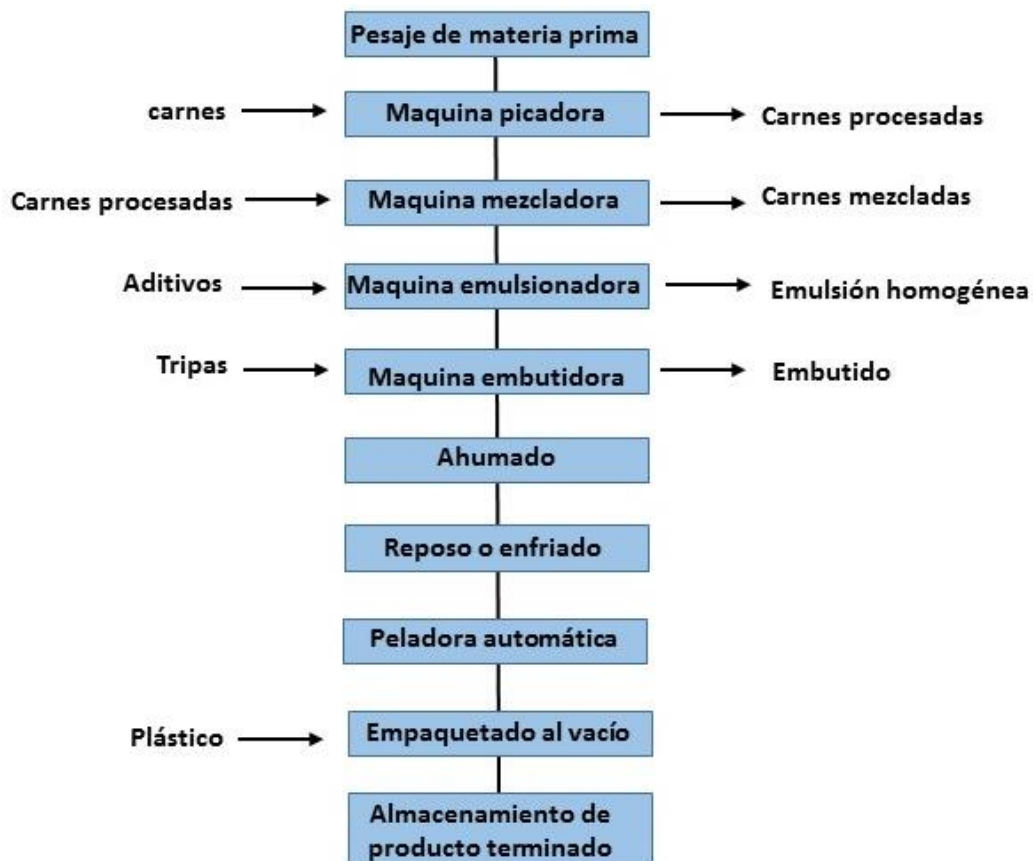 Pesaje de materia prima
carnes
Maquina picadora
Carnes procesadas
Carnes procesadas
Maquina mezcladora
Carnes mezcladas
Aditivos
Maquina emulsionadora
Emulsión homogénea
Tripas
Maquina embutidora
Embutido
Ahumado
Reposo o enfriado
Peladora automática
Plástico
Empaquetado al vacío
Almacenamiento de
producto terminado